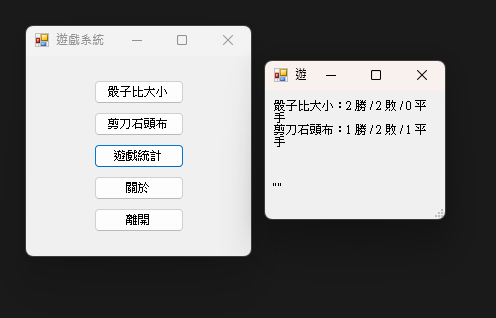 遊戲系統
骰子比大小
剪刀石頭布
遊戲統計
關於
離開
遊
骰子比大小：2 勝 / 2 敗 / 0 平
手
剪刀石頭布：1 勝 / 2 敗 / 1 平
手
""